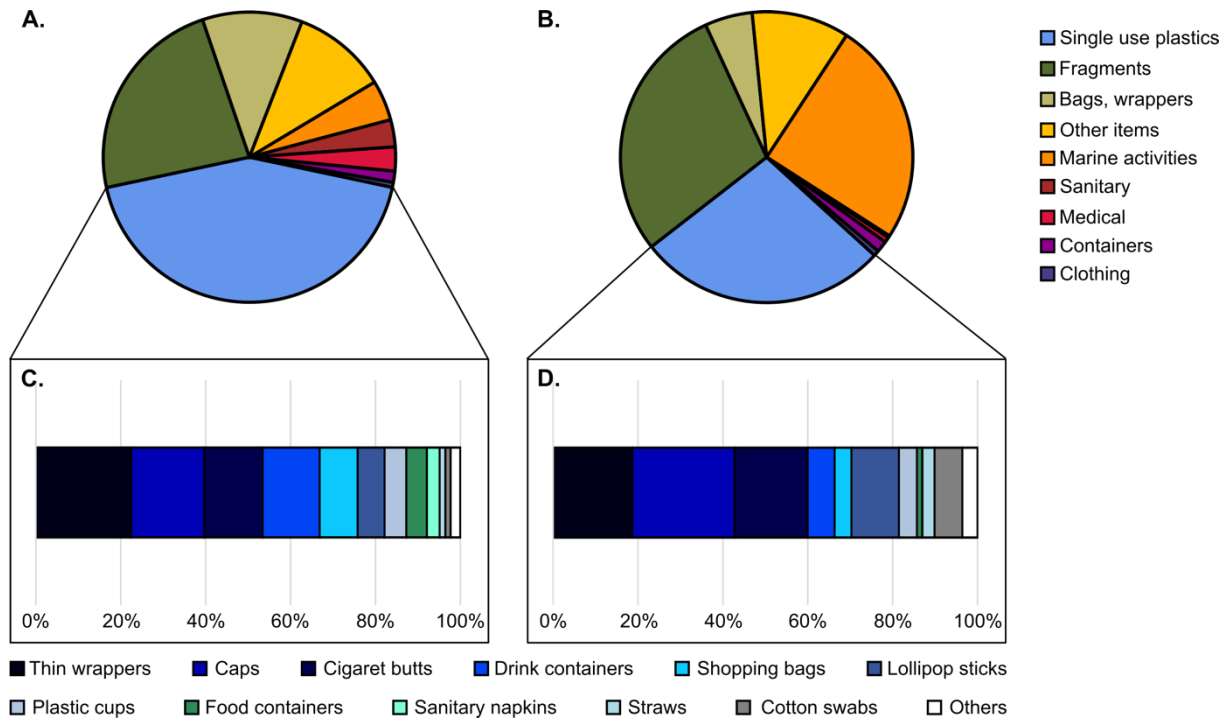 A.
B.
Single use plastics
Fragments
Bags, wrappers
Other items
Marine activities
Sanitary
Medical
Containers
Clothing
C.
0% 20% 40% 60% 80% 100%
D.
0% 20% 40% 60% 80% 100%
Thin wrappers Caps Cigaret butts Drink containers Shopping bags Lollipop sticks
Plastic cups Food containers Sanitary napkins Straws Cotton swabs Others